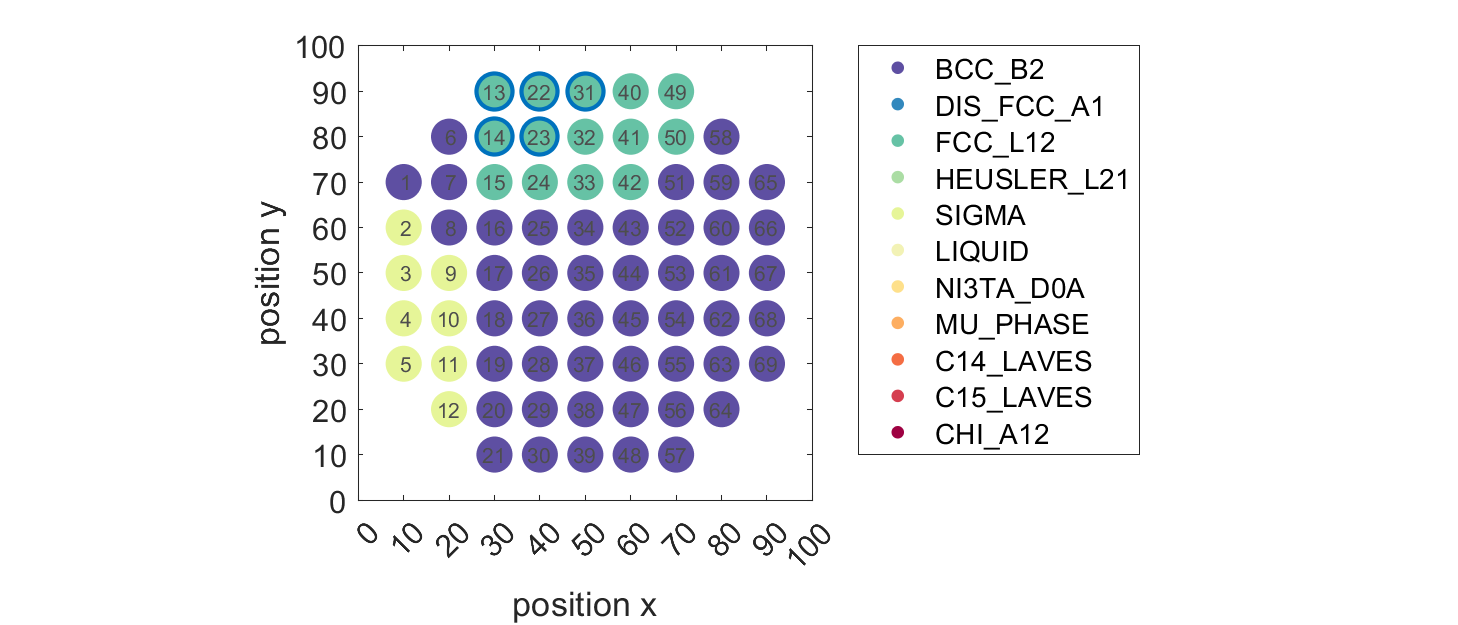 100
90
80
70
60
50
40
30
20
10
0
position y
13 22 31 40 49
6 14 23 32 41 50 58
1 7 15 24 33 42 51 59 65
2 8 16 25 34 43 52 60 66
3 9 17 26 35 44 53 61 67
4 10 18 27 36 45 54 62 68
5 11 19 28 37 46 55 63 69
12 20 29 38 47 56 64
21 30 39 48 57
0 10 20 30 40 50 60 70 80 90 100
position x
BCC_B2
DIS_FCC_A1
FCC_L12
HEUSLER_L21
SIGMA
LIQUID
NI3TA_D0A
MU_PHASE
C14_LAVES
C15_LAVES
CHI_A12